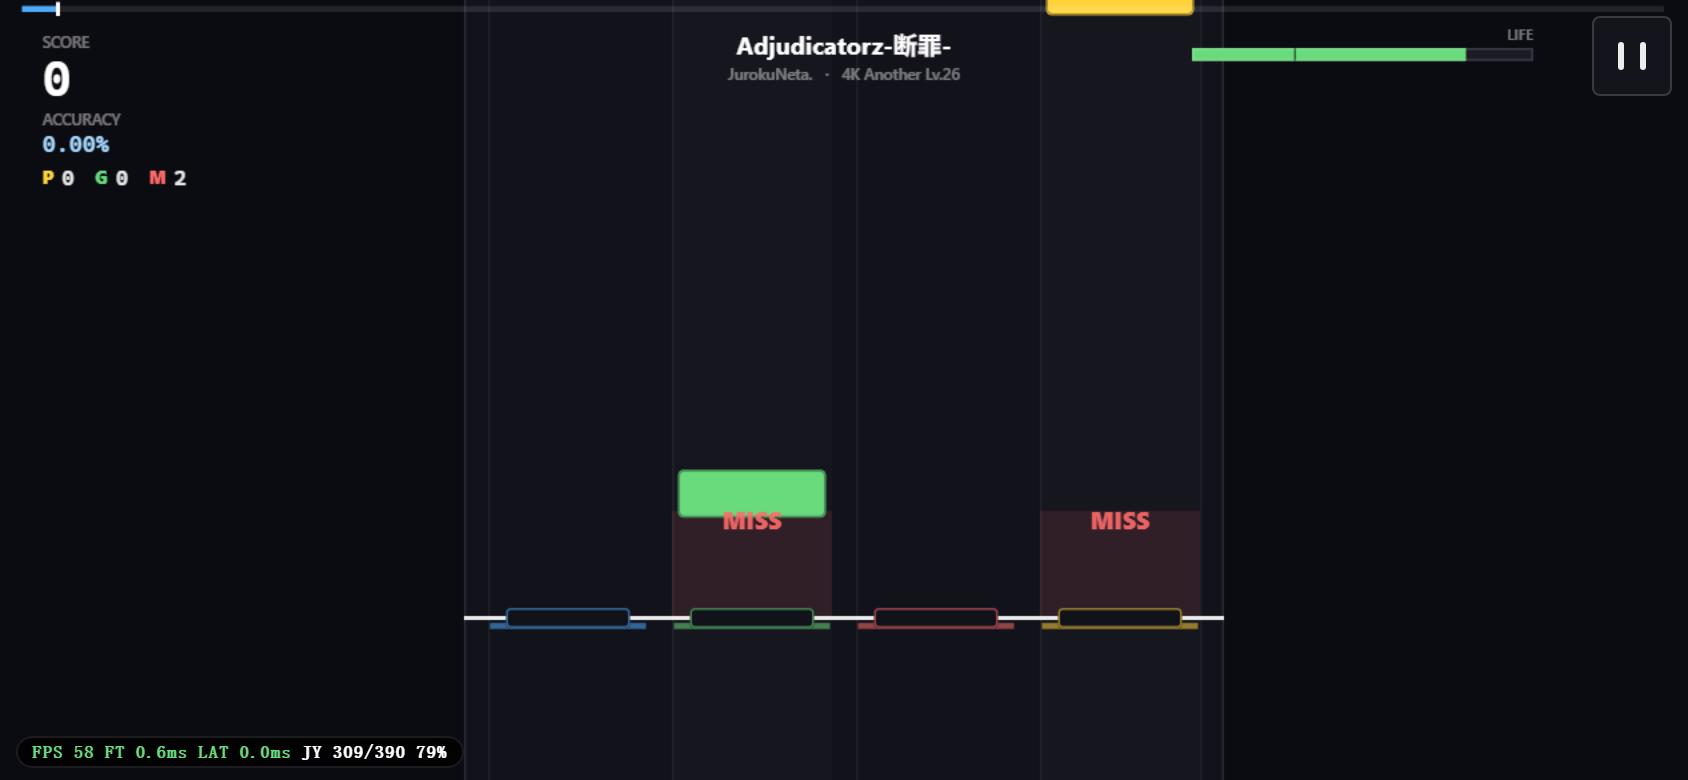 SCORE
0
ACCURACY
0.00%
P 0 G 0 M 2
Adjudicatorz-断罪-
JurokuNeta. · 4K Another Lv.26
LIFE
MISS
MISS
FPS 58 FT 0.6ms LAT 0.0ms JY 309/390 79%